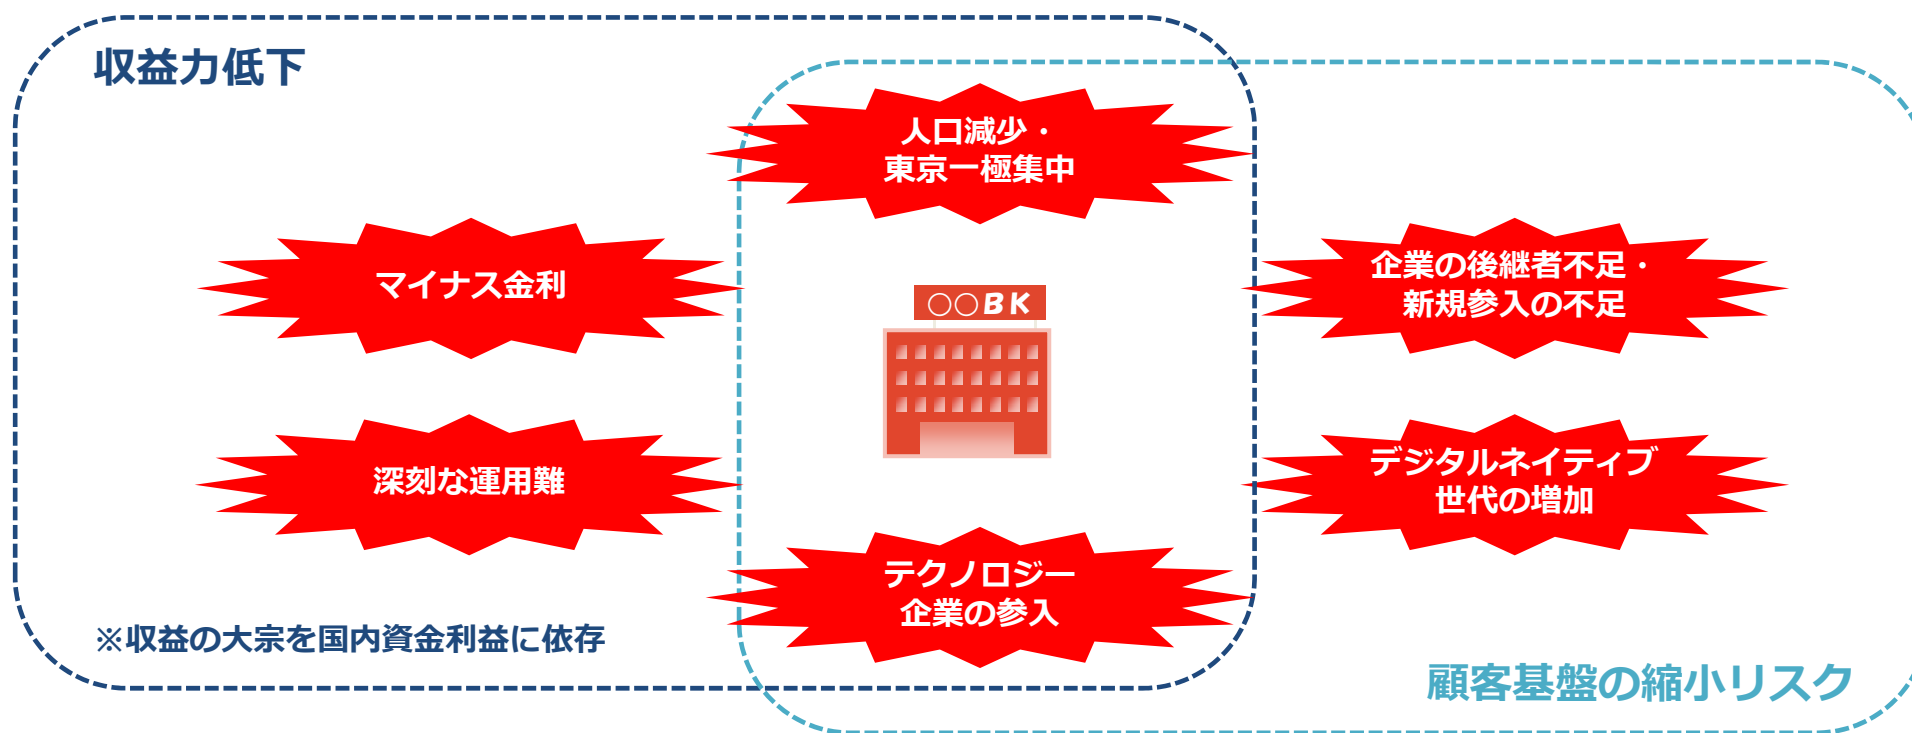 収益力低下
人口減少・
東京一極集中
マイナス金利
企業の後継者不足・
新規参入の不足
○○BK
深刻な運用難
デジタルネイティブ
世代の増加
テクノロジー
企業の参入
※収益の大宗を国内資金利益に依存
顧客基盤の縮小リスク